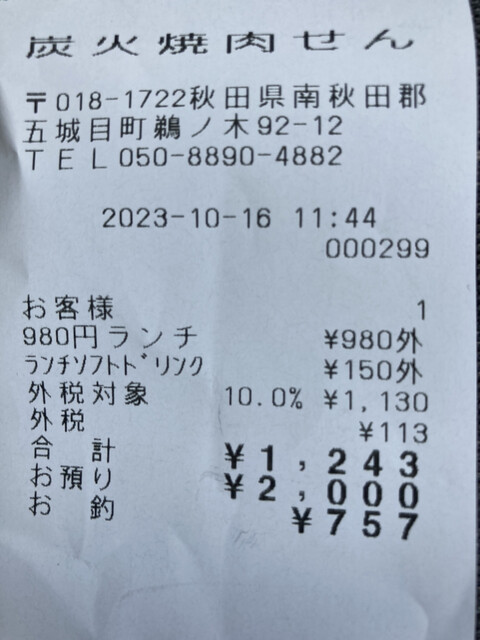 炭火焼肉せん
〒018-1722秋田県南秋田郡
五城目町鵜ノ木92-12
ＴＥＬ050-8890-4882
2023-10-16 11:44
000299
お客様 1
980円ランチ ¥980外
ﾗﾝﾁｿﾌﾄﾄﾞﾘﾝｸ ¥150外
外税対象 10.0% ¥1,130
外税 ¥113
合 計 ¥1,243
お預り ¥2,000
お 釣 ¥757